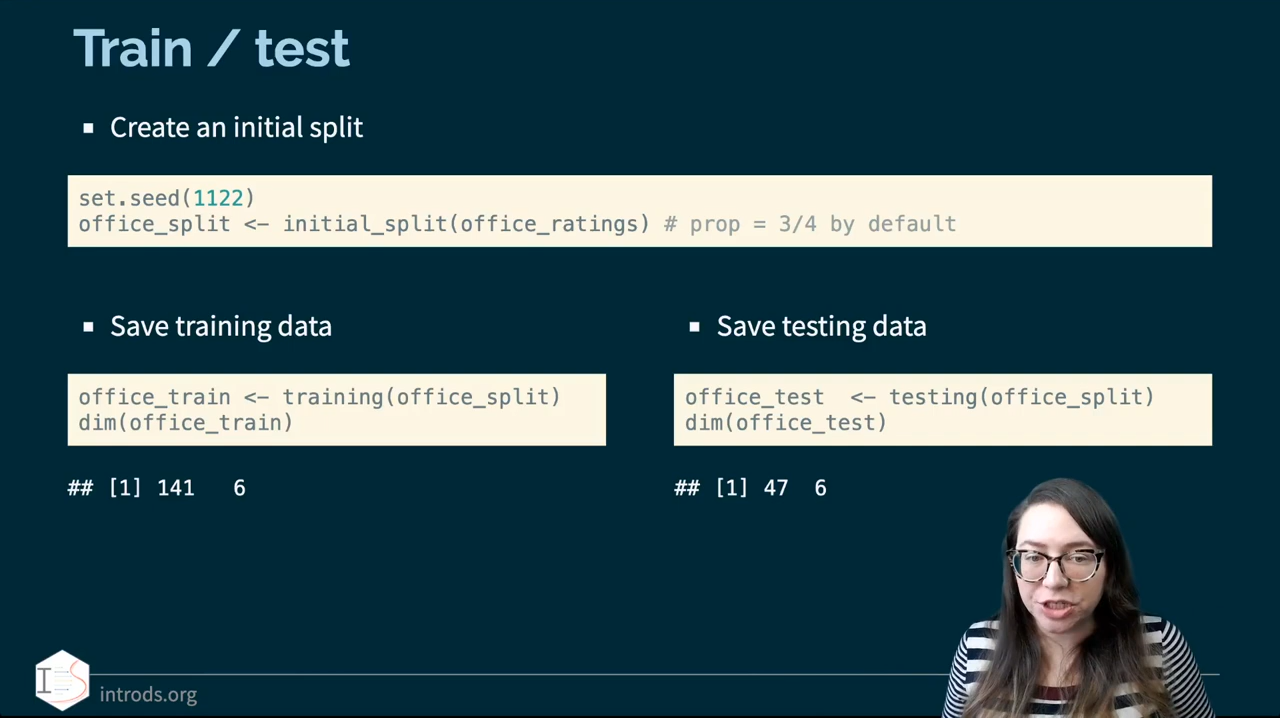 Train / test
Create an initial split
set.seed(1122)
office_split <- initial_split(office_ratings) # prop = 3/4 by default
Save training data
office_train <- training(office_split)
dim(office_train)
## [1] 141   6
Save testing data
office_test  <- testing(office_split)
dim(office_test)
## [1] 47  6
IS
introds.org